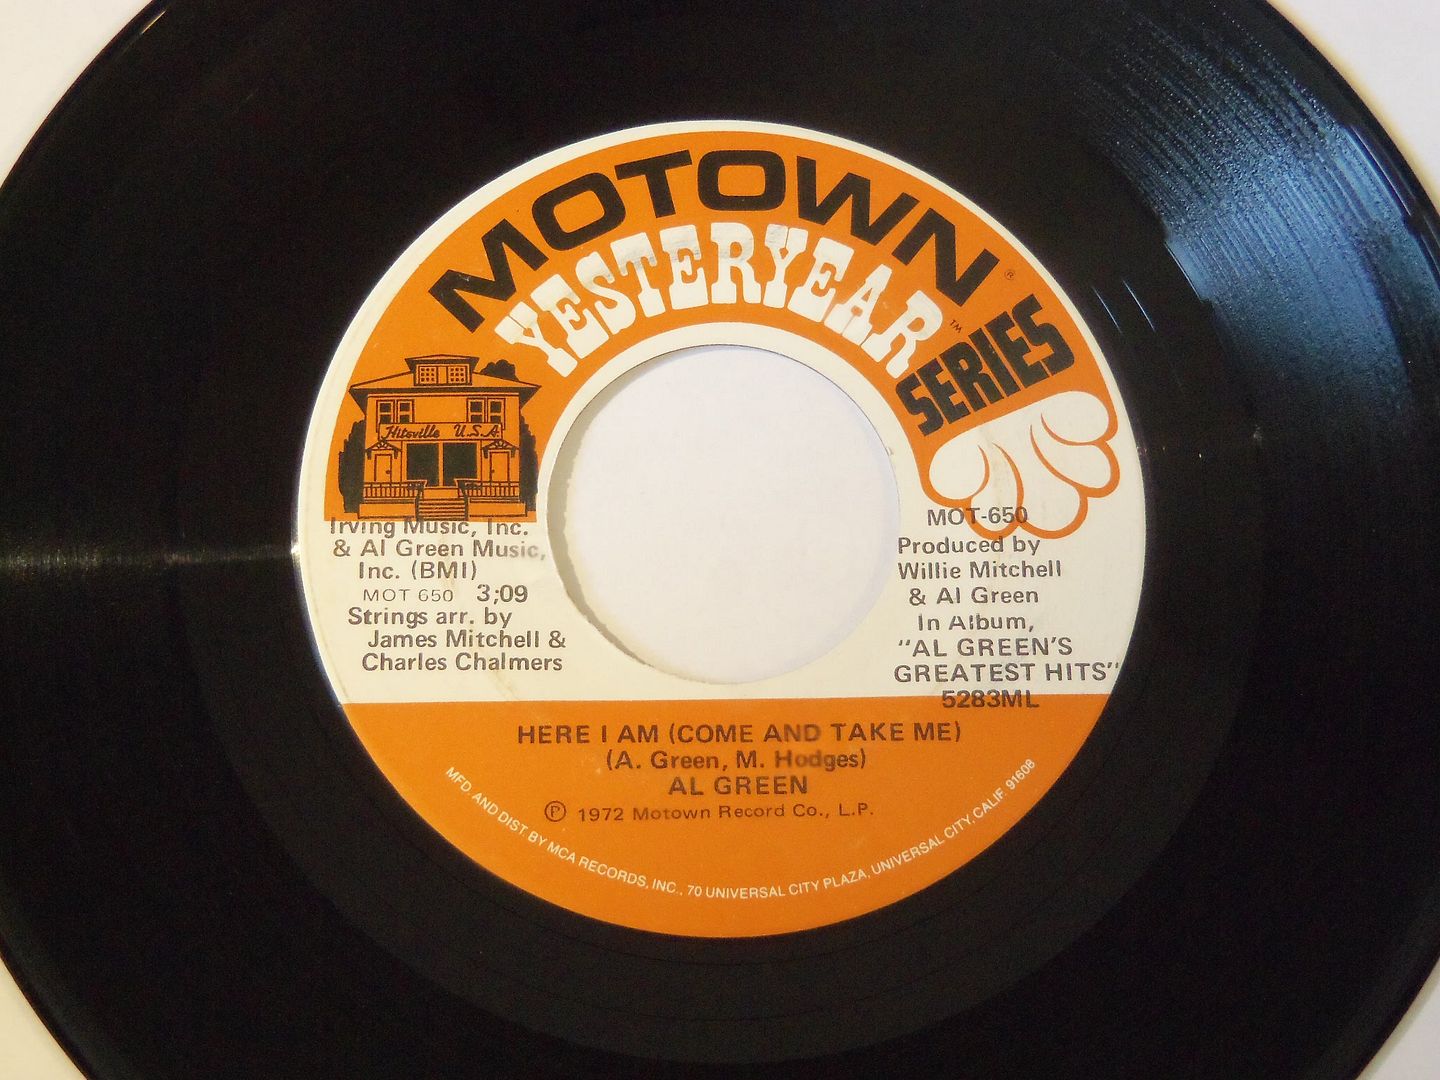 MOTOWN ®
YESTERYEAR ™
SERIES
Hitsville U.S.A.
Irving Music, Inc.
& Al Green Music,
Inc. (BMI)
MOT 650 3;09
Strings arr. by
James Mitchell &
Charles Chalmers
MOT-650
Produced by
Willie Mitchell
& Al Green
In Album,
"AL GREEN'S
GREATEST HITS"
5283ML
HERE I AM (COME AND TAKE ME)
(A. Green, M. Hodges)
AL GREEN
℗ 1972 Motown Record Co., L.P.
MFD. AND DIST. BY MCA RECORDS, INC., 70 UNIVERSAL CITY PLAZA, UNIVERSAL CITY, CALIF. 91608